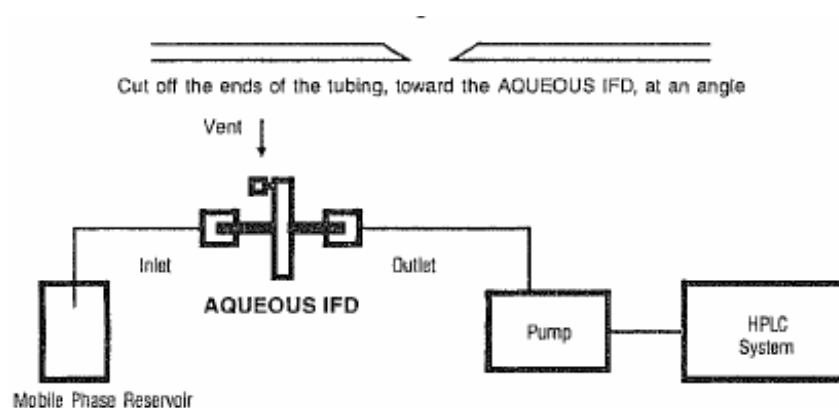 Cut off the ends of the tubing, toward the AQUEOUS IFD, at an angle
Vent
Inlet
Outlet
AQUEOUS IFD
Pump
HPLC
System
Mobile Phase Reservoir